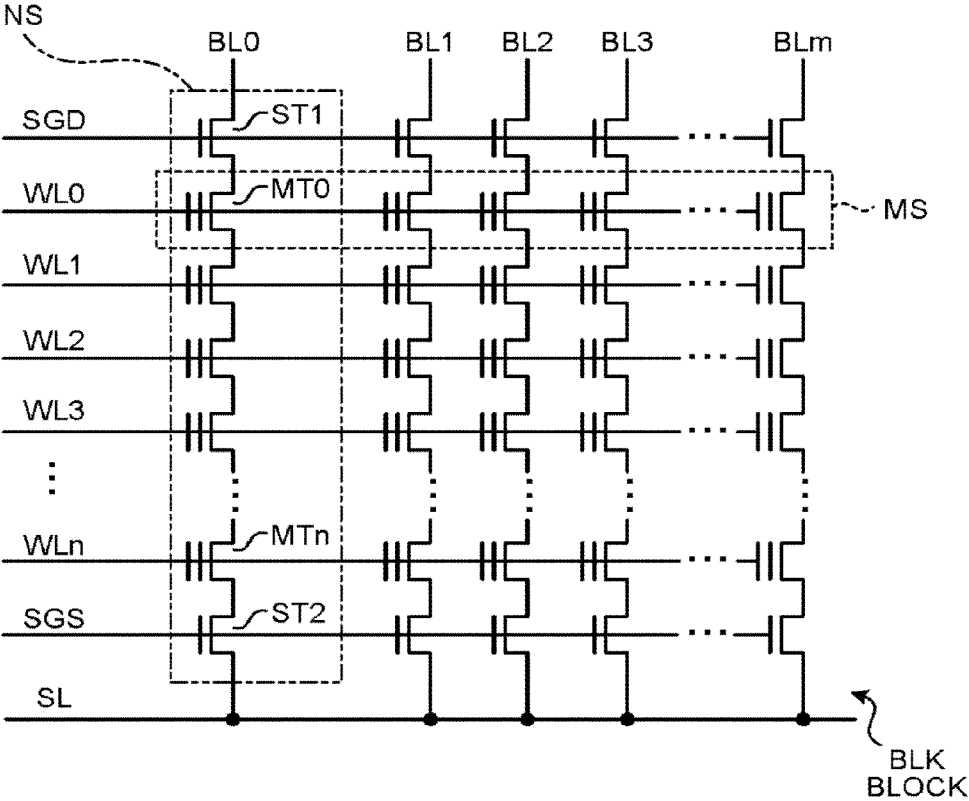 NS
BL0 BL1 BL2 BL3 BLm
SGD ST1
WL0 MT0 MS
WL1
WL2
WL3
WLn MTn
SGS ST2
SL
BLK
BLOCK